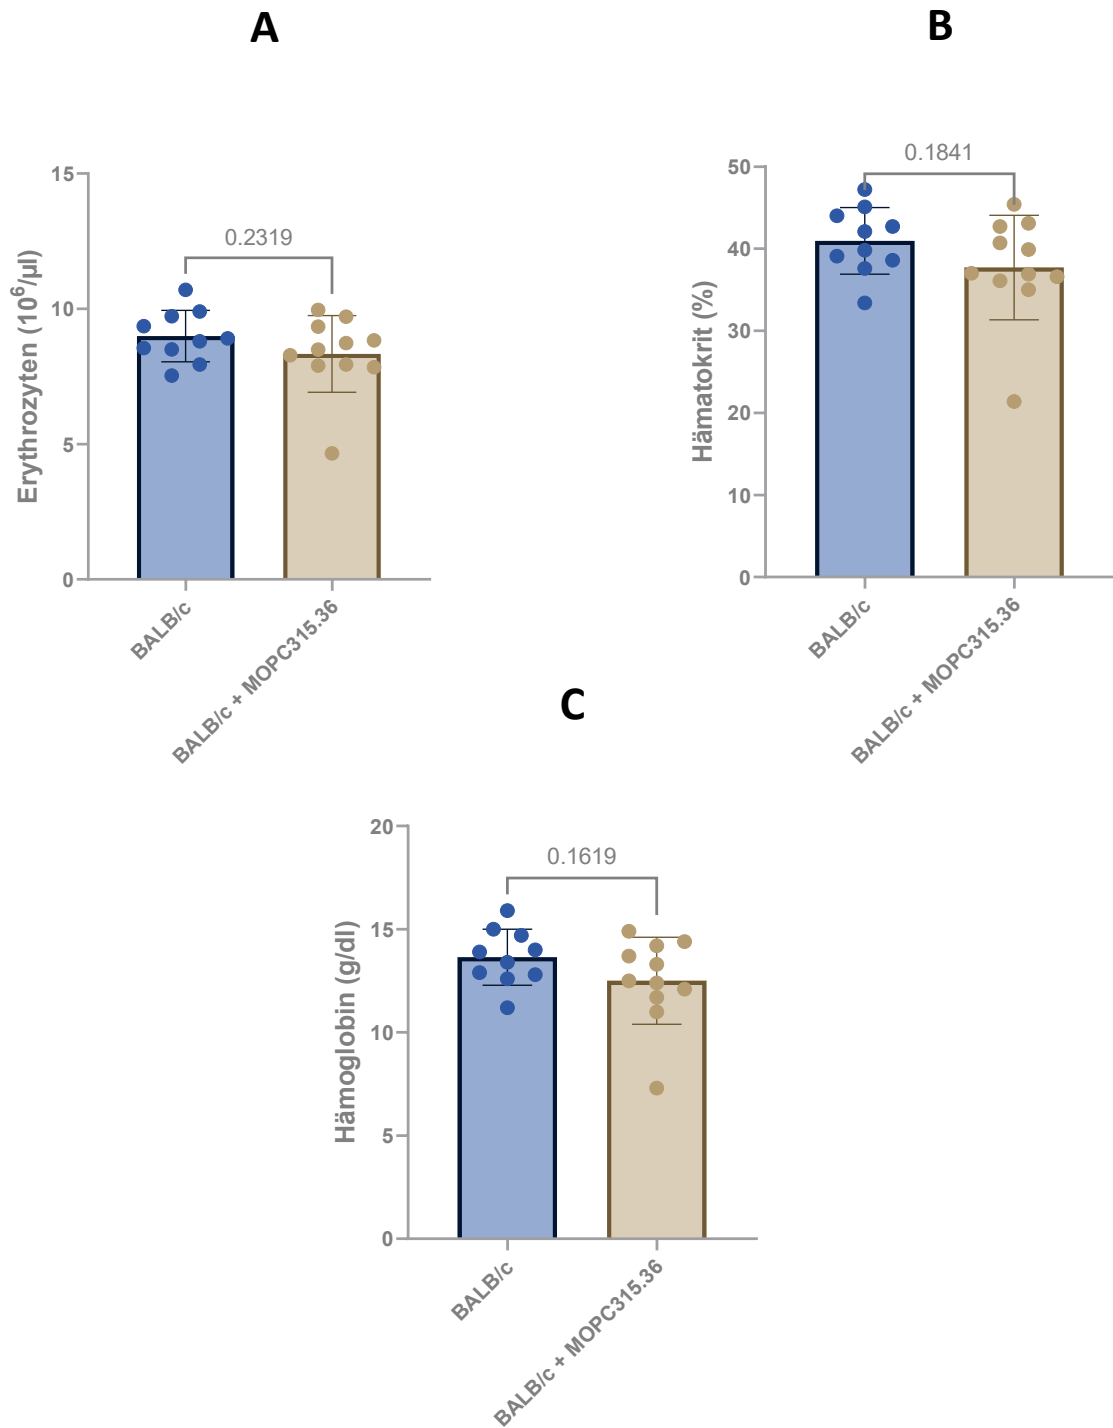 A
B
15
10
5
0
Erythrozyten (10⁶/µl)
0.2319
BALB/c
BALB/c + MOPC315.36
50
40
30
20
10
0
Hämatokrit (%)
0.1841
BALB/c
BALB/c + MOPC315.36
C
20
15
10
5
0
Hämoglobin (g/dl)
0.1619
BALB/c
BALB/c + MOPC315.36